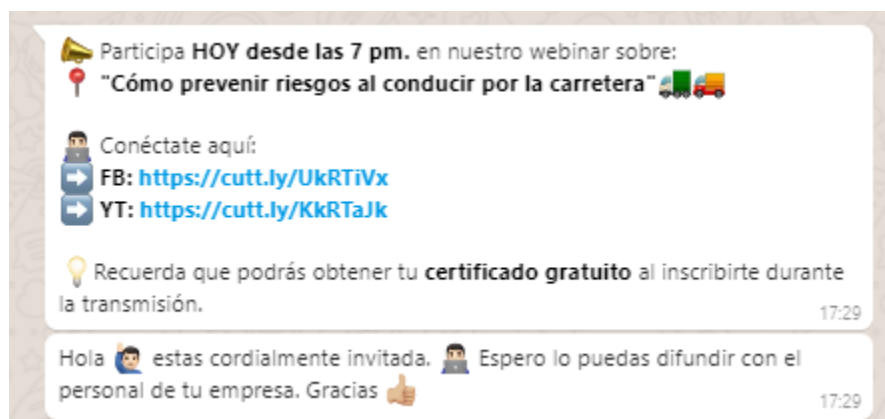 📣 Participa HOY desde las 7 pm. en nuestro webinar sobre:
📍 "Cómo prevenir riesgos al conducir por la carretera"🚛🚚
👨🏻‍💻 Conéctate aquí:
➡️ FB: https://cutt.ly/UkRTiVx
➡️ YT: https://cutt.ly/KkRTaJk
💡 Recuerda que podrás obtener tu certificado gratuito al inscribirte durante
la transmisión.
17:29
Hola 🙋🏻‍♂️ estas cordialmente invitada. 👨🏻‍💻 Espero lo puedas difundir con el
personal de tu empresa. Gracias 👍🏼
17:29